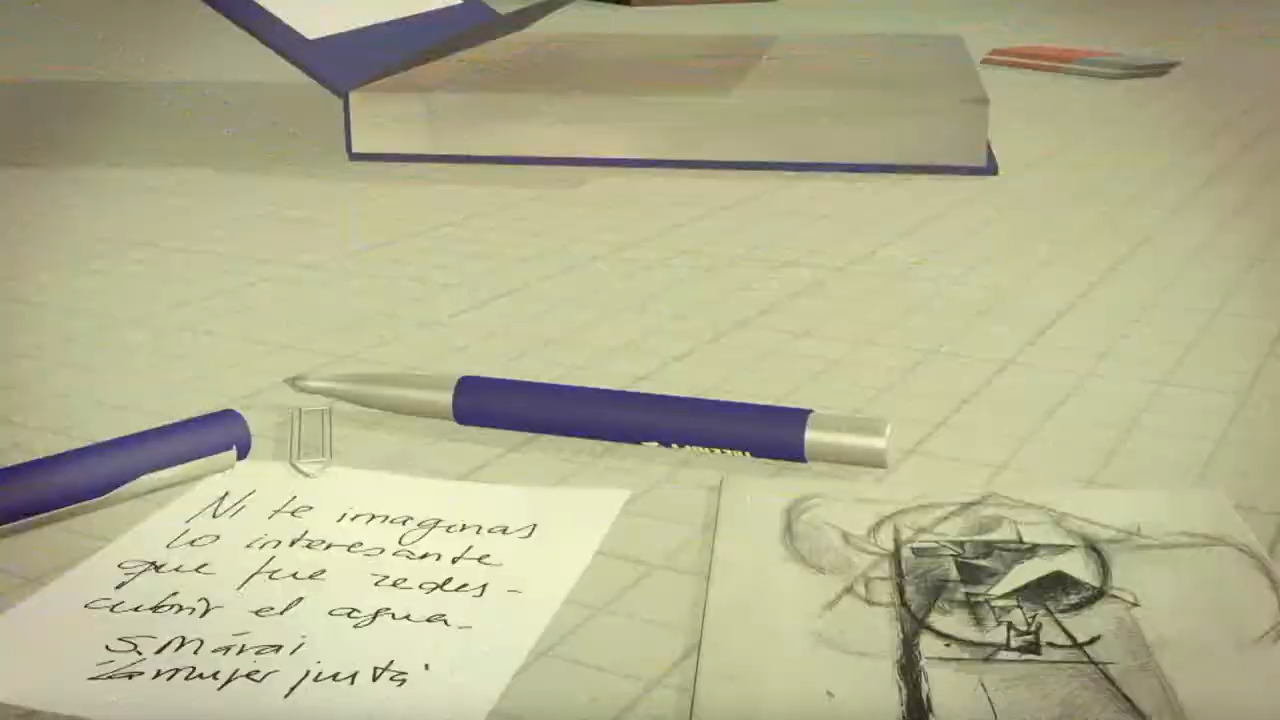 Ni te imaginas
lo interesante
que fue redes-
cubrir el agua.
S. Márai
"La mujer justa"